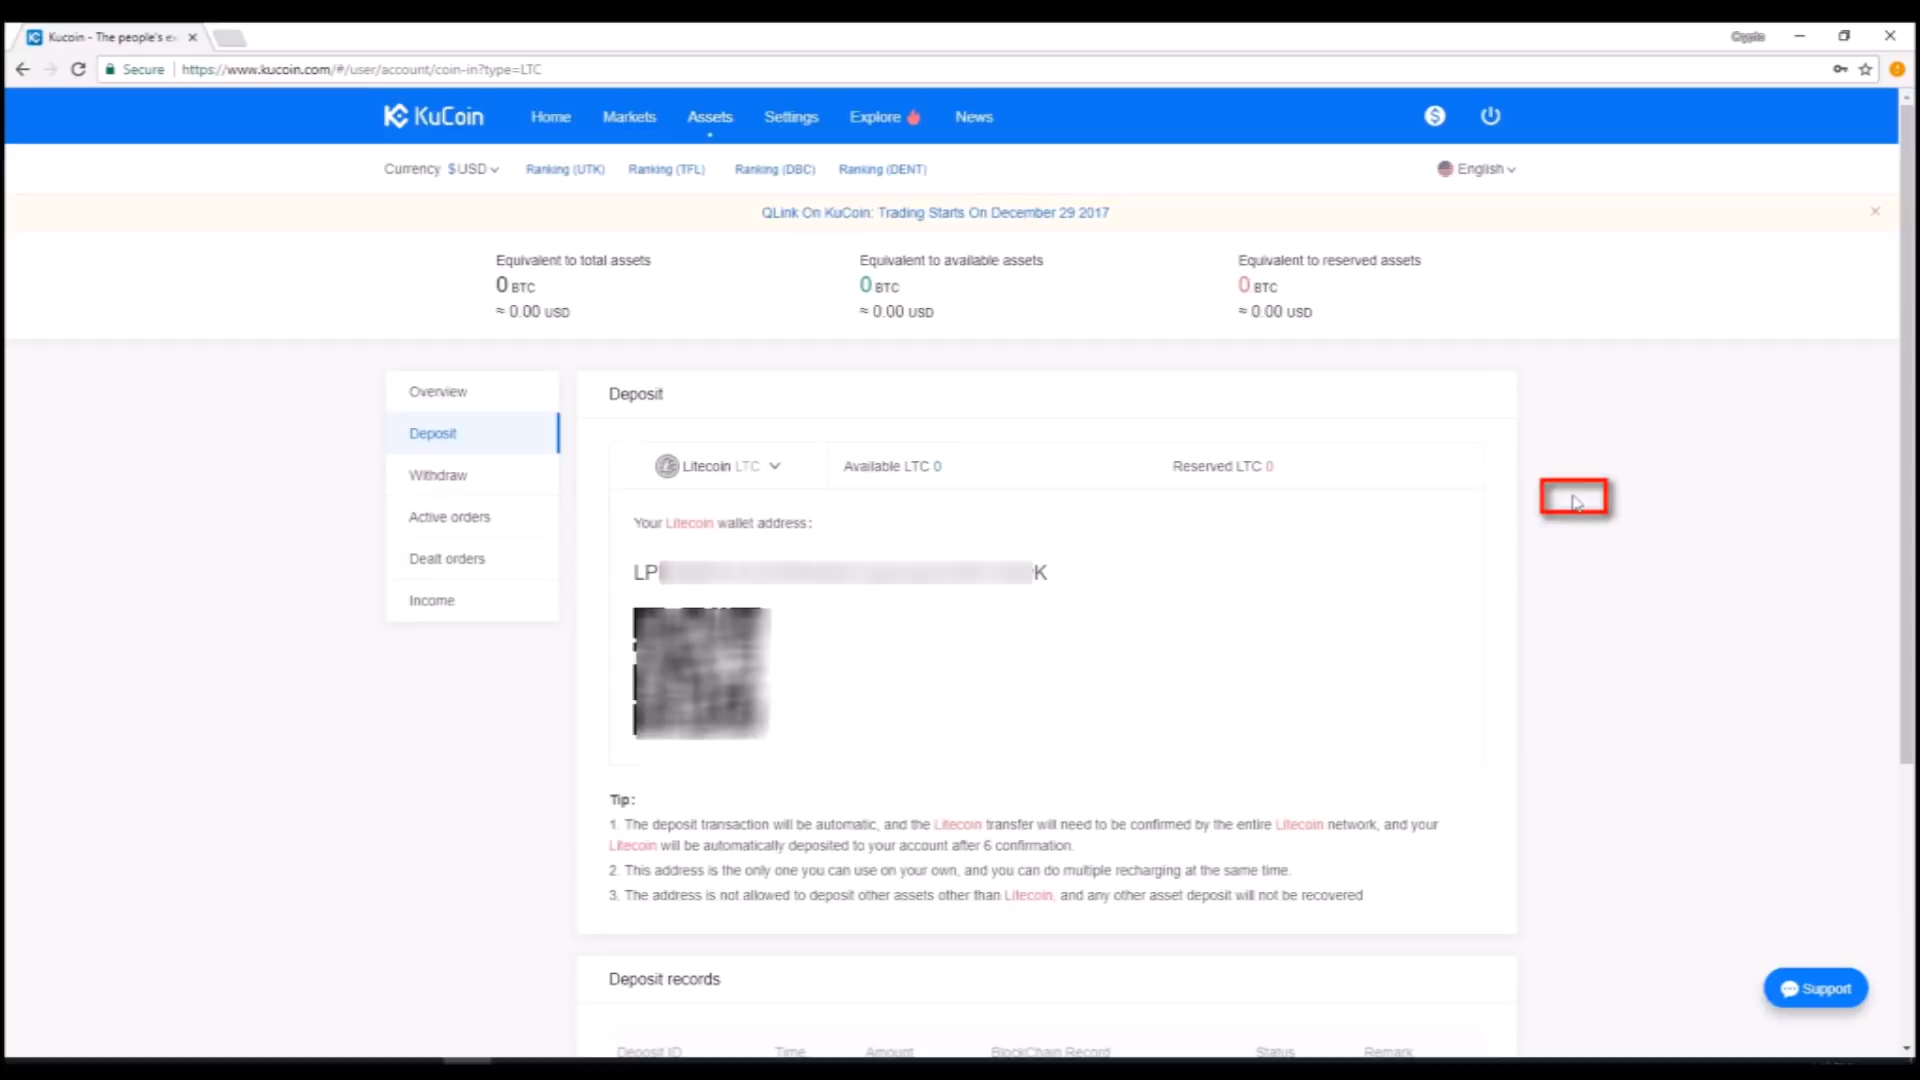 Kucoin - The people's ex
Crypto
Secure https://www.kucoin.com/#/user/account/coin-in?type=LTC
KuCoin Home Markets Assets Settings Explore News
Currency $USD Ranking (UTK) Ranking (TFL) Ranking (DBC) Ranking (DENT) English
QLink On KuCoin: Trading Starts On December 29 2017
Equivalent to total assets Equivalent to available assets Equivalent to reserved assets
0 BTC 0 BTC 0 BTC
≈ 0.00 USD ≈ 0.00 USD ≈ 0.00 USD
Overview
Deposit
Withdraw
Active orders
Dealt orders
Income
Deposit
Litecoin LTC Available LTC 0 Reserved LTC 0
Your Litecoin wallet address:
LP K
Tip:
1. The deposit transaction will be automatic, and the Litecoin transfer will need to be confirmed by the entire Litecoin network, and your
Litecoin will be automatically deposited to your account after 6 confirmation.
2. This address is the only one you can use on your own, and you can do multiple recharging at the same time.
3. The address is not allowed to deposit other assets other than Litecoin, and any other asset deposit will not be recovered
Deposit records
Deposit ID Time Amount BlockChain Record Status Remark
Support